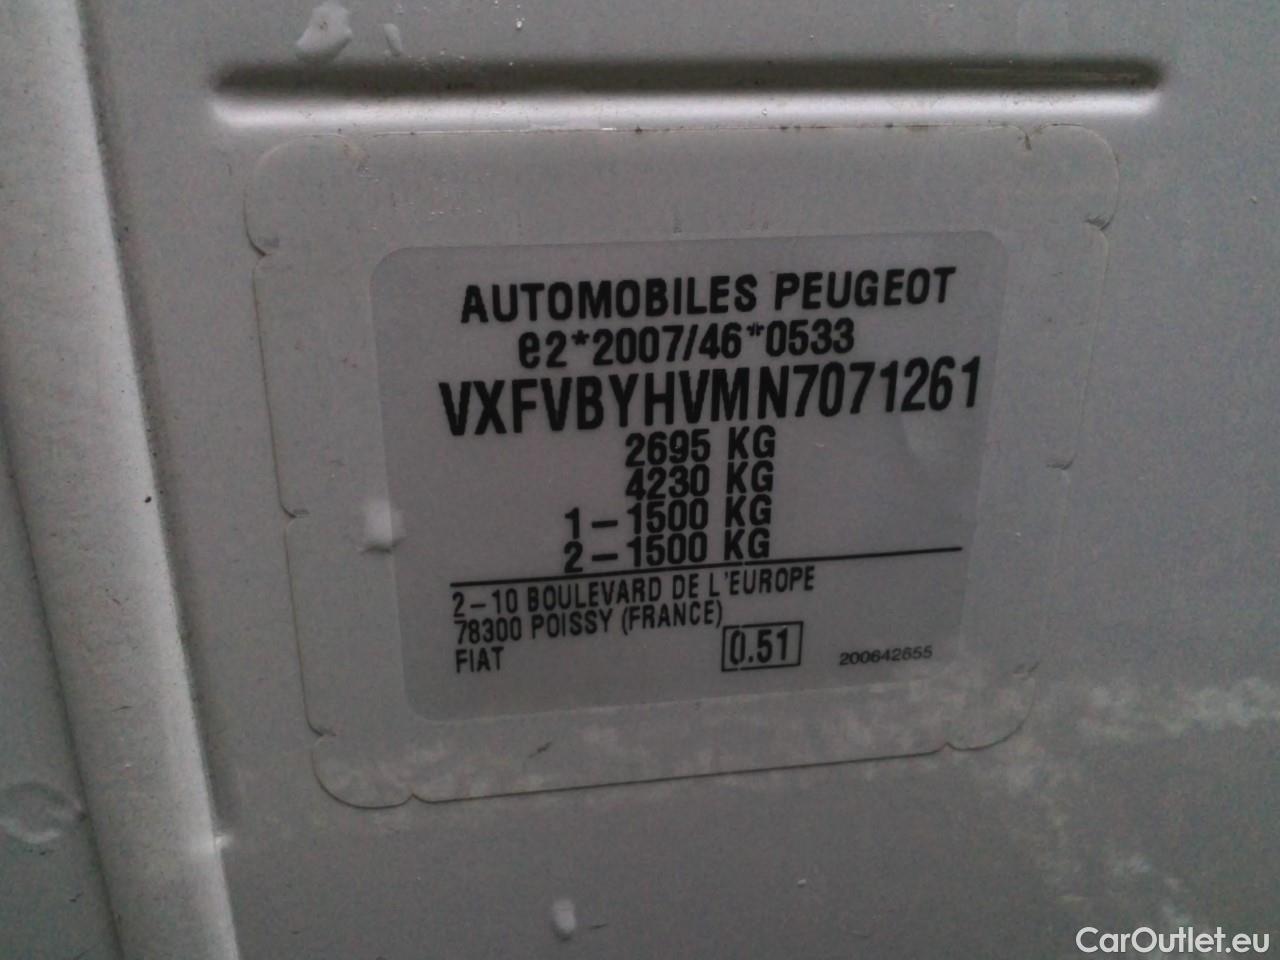 AUTOMOBILES PEUGEOT
e2*2007/46*0533
VXFVBYHVMN7071261
2695 KG
4230 KG
1-1500 KG
2-1500 KG
2-10 BOULEVARD DE L'EUROPE
78300 POISSY (FRANCE)
FIAT
0.51
200642655
CarOutlet.eu